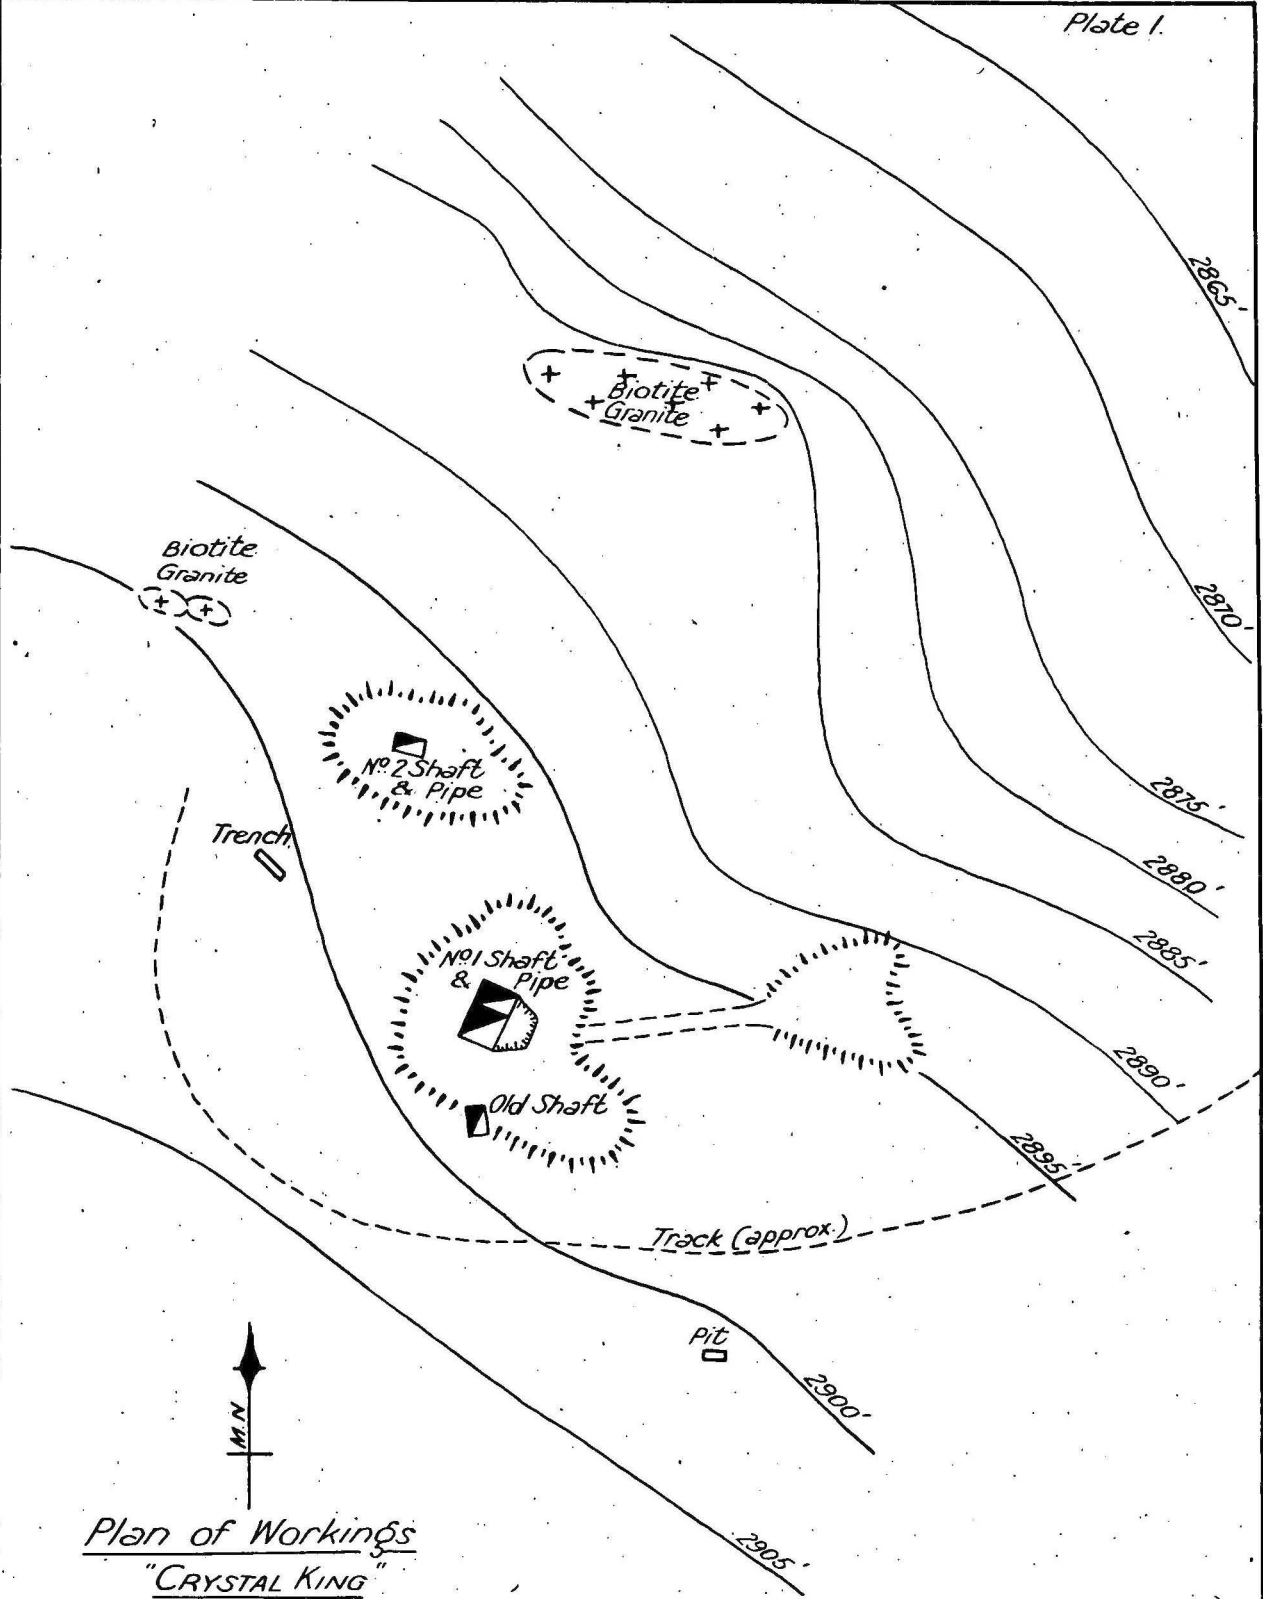 Plate 1.
2865'
Biotite
Granite
Biotite
Granite
2870'
Nº 2 Shaft
& Pipe
Trench
2875'
2880'
Nº 1 Shaft
& Pipe
2885'
Old Shaft
2890'
2895'
Track (approx.)
Pit
2900'
M.N
Plan of Workings
"CRYSTAL KING"
2905'